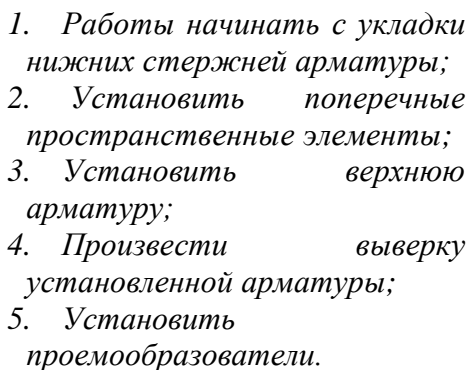 1. Работы начинать с укладки
нижних стержней арматуры;
2. Установить поперечные
пространственные элементы;
3. Установить верхнюю
арматуру;
4. Произвести выверку
установленной арматуры;
5. Установить
проемообразователи.